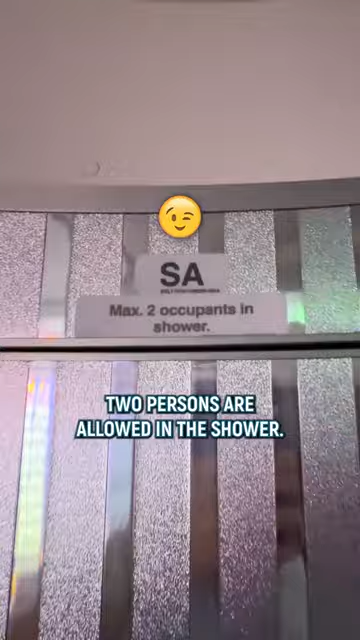 SA
Max. 2 occupants in
shower.
TWO PERSONS ARE
ALLOWED IN THE SHOWER.